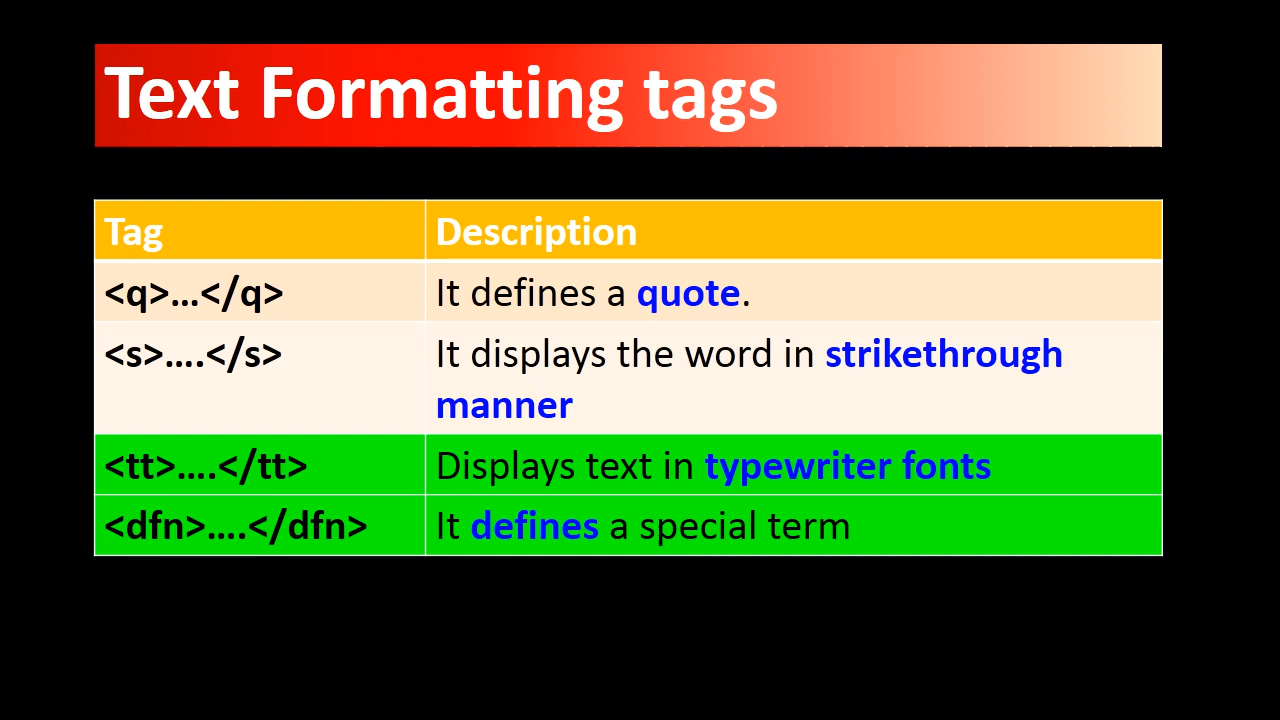 Text Formatting tags
Tag Description
<q>...</q> It defines a quote.
<s>....</s> It displays the word in strikethrough
manner
<tt>....</tt> Displays text in typewriter fonts
<dfn>....</dfn> It defines a special term